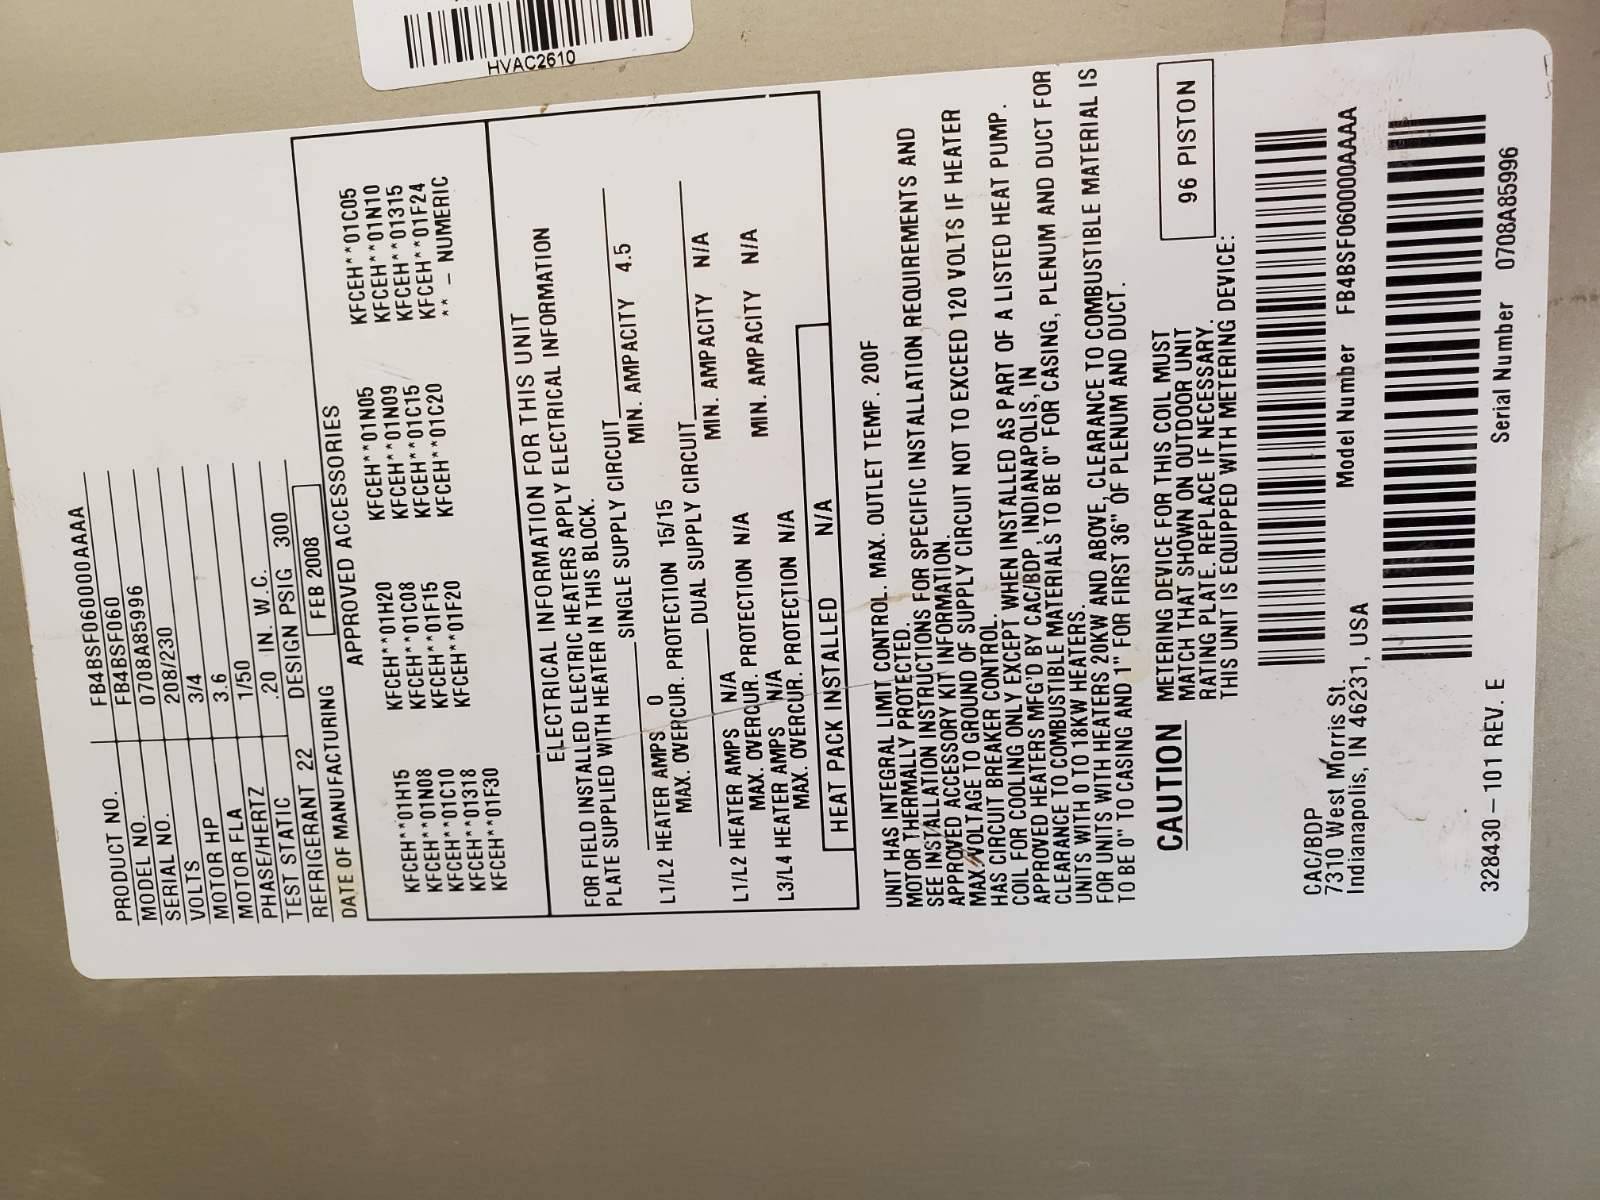 HVAC2610
PRODUCT NO. FB4BSF060000AAAA
MODEL NO. FB4BSF060
SERIAL NO. 0708A85996
VOLTS 208/230
MOTOR HP 3/4
MOTOR FLA 3.6
PHASE/HERTZ 1/50
TEST STATIC .20 IN. W.C.
REFRIGERANT 22 DESIGN PSIG 300
DATE OF MANUFACTURING FEB 2008
APPROVED ACCESSORIES
KFCEH**01H15 KFCEH**01H20 KFCEH**01N05 KFCEH**01C05
KFCEH**01N08 KFCEH**01C08 KFCEH**01N09 KFCEH**01N10
KFCEH**01C10 KFCEH**01F15 KFCEH**01C15 KFCEH**01315
KFCEH**01318 KFCEH**01F20 KFCEH**01C20 KFCEH**01F24
KFCEH**01F30 ** – NUMERIC
ELECTRICAL INFORMATION FOR THIS UNIT
FOR FIELD INSTALLED ELECTRIC HEATERS APPLY ELECTRICAL INFORMATION
PLATE SUPPLIED WITH HEATER IN THIS BLOCK.
SINGLE SUPPLY CIRCUIT
L1/L2 HEATER AMPS 0 MIN. AMPACITY 4.5
MAX. OVERCUR. PROTECTION 15/15
DUAL SUPPLY CIRCUIT
L1/L2 HEATER AMPS N/A MIN. AMPACITY N/A
MAX. OVERCUR. PROTECTION N/A
L3/L4 HEATER AMPS N/A MIN. AMPACITY N/A
MAX. OVERCUR. PROTECTION N/A
HEAT PACK INSTALLED N/A
UNIT HAS INTEGRAL LIMIT CONTROL. MAX. OUTLET TEMP. 200F
MOTOR THERMALLY PROTECTED.
SEE INSTALLATION INSTRUCTIONS FOR SPECIFIC INSTALLATION REQUIREMENTS AND
APPROVED ACCESSORY KIT INFORMATION.
MAX. VOLTAGE TO GROUND OF SUPPLY CIRCUIT NOT TO EXCEED 120 VOLTS IF HEATER
HAS CIRCUIT BREAKER CONTROL.
COIL FOR COOLING ONLY EXCEPT WHEN INSTALLED AS PART OF A LISTED HEAT PUMP.
APPROVED HEATERS MFG'D BY CAC/BDP, INDIANAPOLIS, IN
CLEARANCE TO COMBUSTIBLE MATERIALS TO BE 0" FOR CASING, PLENUM AND DUCT FOR
UNITS WITH 0 TO 18KW HEATERS.
FOR UNITS WITH HEATERS 20KW AND ABOVE, CLEARANCE TO COMBUSTIBLE MATERIAL IS
TO BE 0" TO CASING AND 1" FOR FIRST 36" OF PLENUM AND DUCT.
CAUTION
METERING DEVICE FOR THIS COIL MUST
MATCH THAT SHOWN ON OUTDOOR UNIT
RATING PLATE. REPLACE IF NECESSARY.
THIS UNIT IS EQUIPPED WITH METERING DEVICE:
96 PISTON
CAC/BDP
7310 West Morris St.
Indianapolis, IN 46231, USA
Model Number FB4BSF060000AAAA
328430–101 REV. E
Serial Number 0708A85996